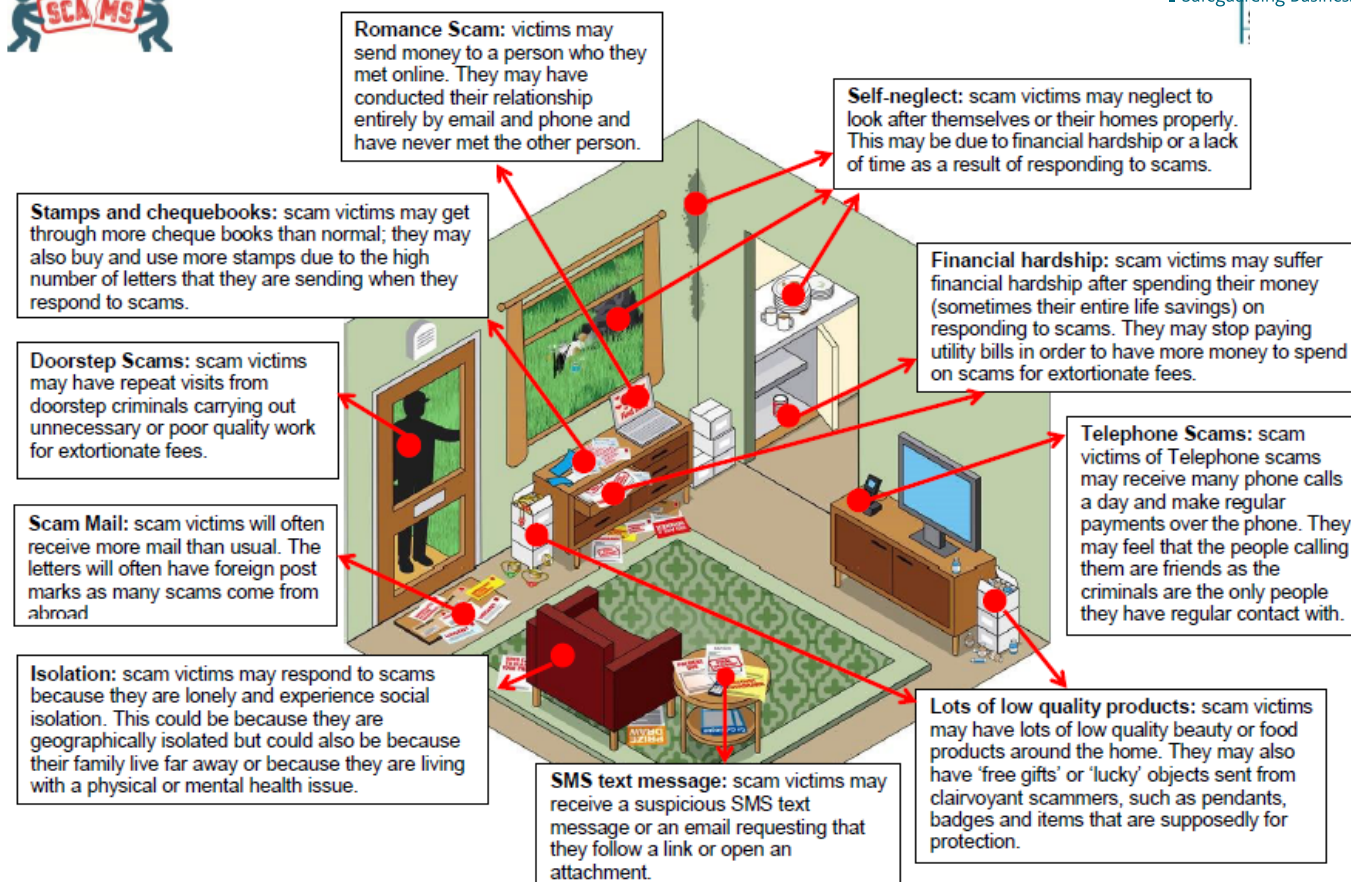 SCAMS
Safeguarding Business
Romance Scam: victims may
send money to a person who they
met online. They may have
conducted their relationship
entirely by email and phone and
have never met the other person.
Self-neglect: scam victims may neglect to
look after themselves or their homes properly.
This may be due to financial hardship or a lack
of time as a result of responding to scams.
Stamps and chequebooks: scam victims may get
through more cheque books than normal; they may
also buy and use more stamps due to the high
number of letters that they are sending when they
respond to scams.
Financial hardship: scam victims may suffer
financial hardship after spending their money
(sometimes their entire life savings) on
responding to scams. They may stop paying
utility bills in order to have more money to spend
on scams for extortionate fees.
Doorstep Scams: scam victims
may have repeat visits from
doorstep criminals carrying out
unnecessary or poor quality work
for extortionate fees.
Telephone Scams: scam
victims of Telephone scams
may receive many phone calls
a day and make regular
payments over the phone. They
may feel that the people calling
them are friends as the
criminals are the only people
they have regular contact with.
Scam Mail: scam victims will often
receive more mail than usual. The
letters will often have foreign post
marks as many scams come from
abroad
Isolation: scam victims may respond to scams
because they are lonely and experience social
isolation. This could be because they are
geographically isolated but could also be because
their family live far away or because they are living
with a physical or mental health issue.
PRIZE
DRAW
SMS text message: scam victims may
receive a suspicious SMS text
message or an email requesting that
they follow a link or open an
attachment.
Lots of low quality products: scam victims
may have lots of low quality beauty or food
products around the home. They may also
have ‘free gifts’ or ‘lucky’ objects sent from
clairvoyant scammers, such as pendants,
badges and items that are supposedly for
protection.